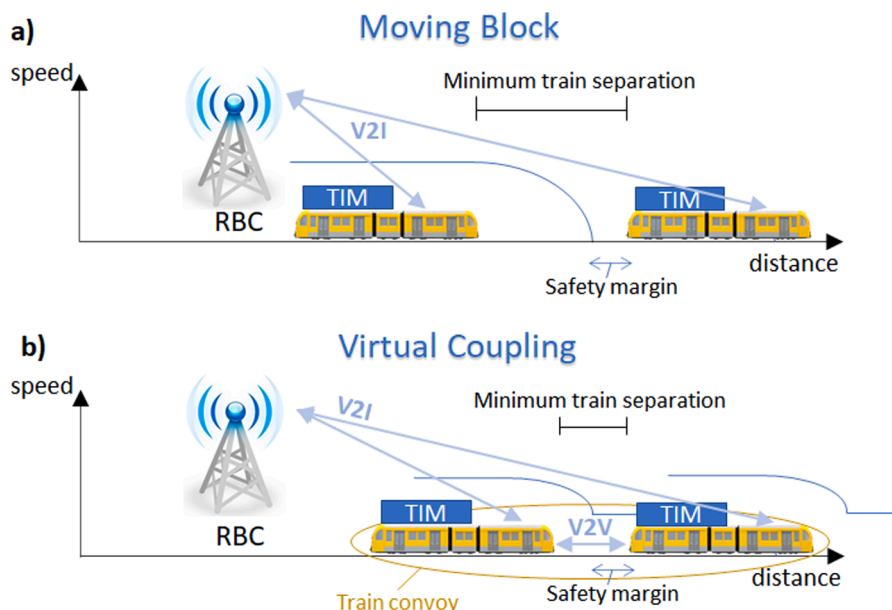 a)
Moving Block
speed
Minimum train separation
V2I
TIM
TIM
RBC
distance
Safety margin
b)
Virtual Coupling
speed
V2I
Minimum train separation
TIM
TIM
V2V
RBC
distance
Safety margin
Train convoy